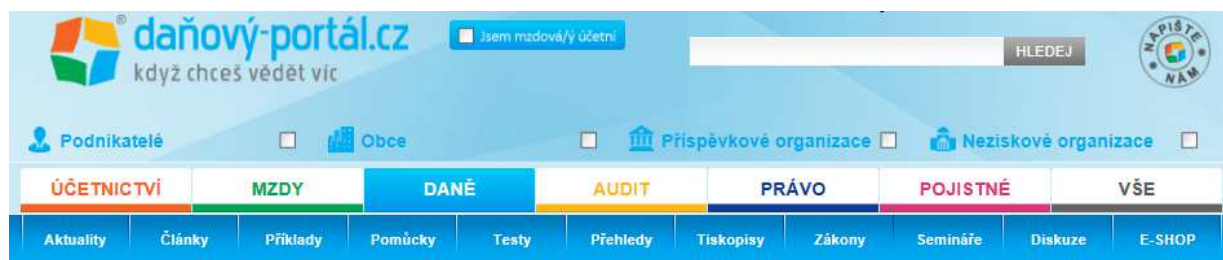 daňový-portál.cz
když chceš vědět víc
Jsem mzdová/ý účetní
HLEDEJ
NAPIŠTE NÁM
Podnikatelé Obce Příspěvkové organizace Neziskové organizace
ÚČETNICTVÍ MZDY DANĚ AUDIT PRÁVO POJISTNÉ VŠE
Aktuality Články Příklady Pomůcky Testy Přehledy Tiskopisy Zákony Semináře Diskuze E-SHOP